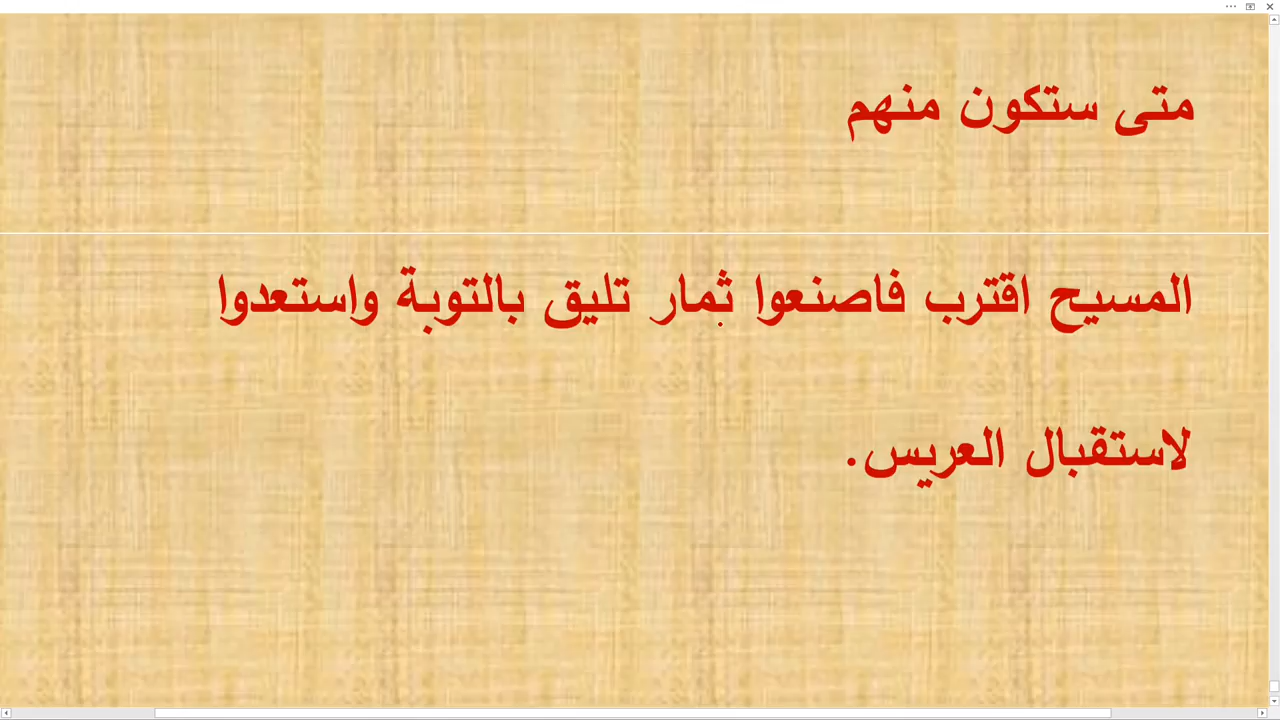 متى ستكون منهم
المسيح اقترب فاصنعوا ثمار تليق بالتوبة واستعدوا
لاستقبال العريس.